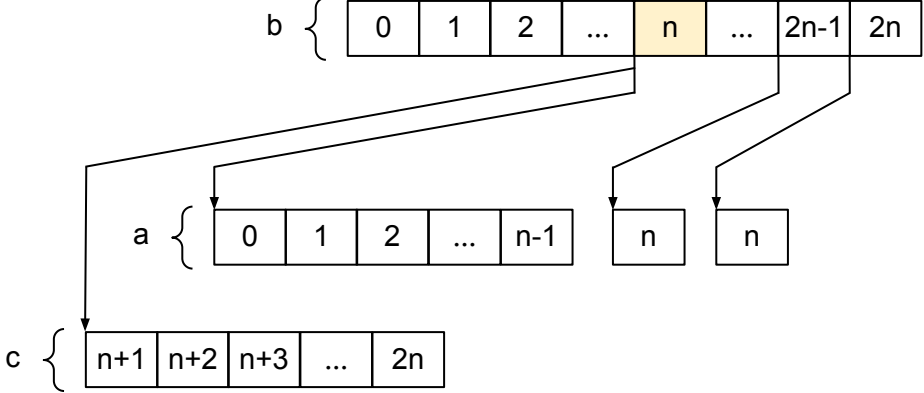 b 0 1 2 ... n ... 2n-1 2n
a 0 1 2 ... n-1 n n
c n+1 n+2 n+3 ... 2n